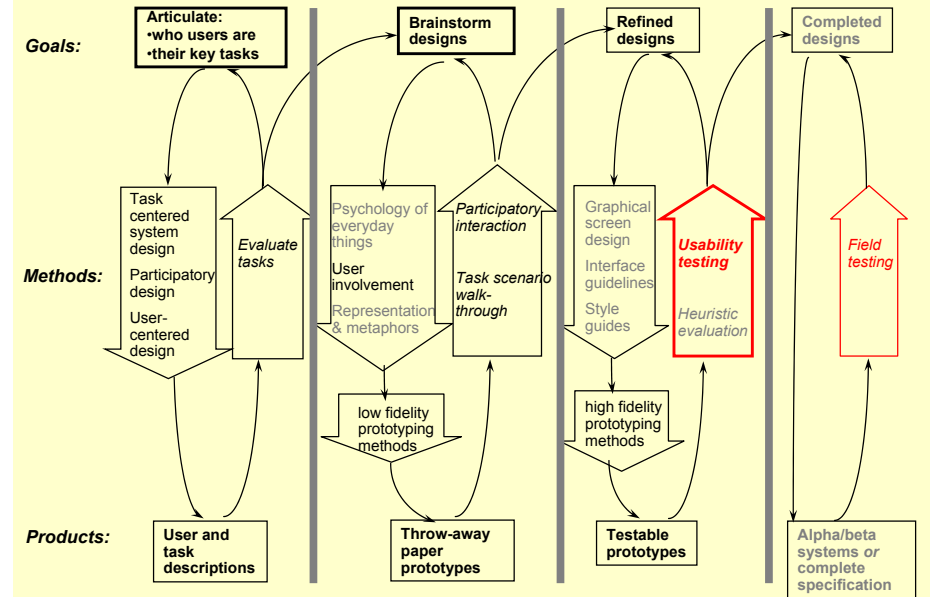 Goals:
Articulate:
•who users are
•their key tasks
Brainstorm
designs
Refined
designs
Completed
designs
Methods:
Task
centered
system
design
Participatory
design
User-
centered
design
Evaluate
tasks
Psychology of
everyday
things
User
involvement
Representation
& metaphors
low fidelity
prototyping
methods
Participatory
interaction
Task scenario
walk-
through
Graphical
screen
design
Interface
guidelines
Style
guides
high fidelity
prototyping
methods
Usability
testing
Heuristic
evaluation
Field
testing
Products:
User and
task
descriptions
Throw-away
paper
prototypes
Testable
prototypes
Alpha/beta
systems or
complete
specification